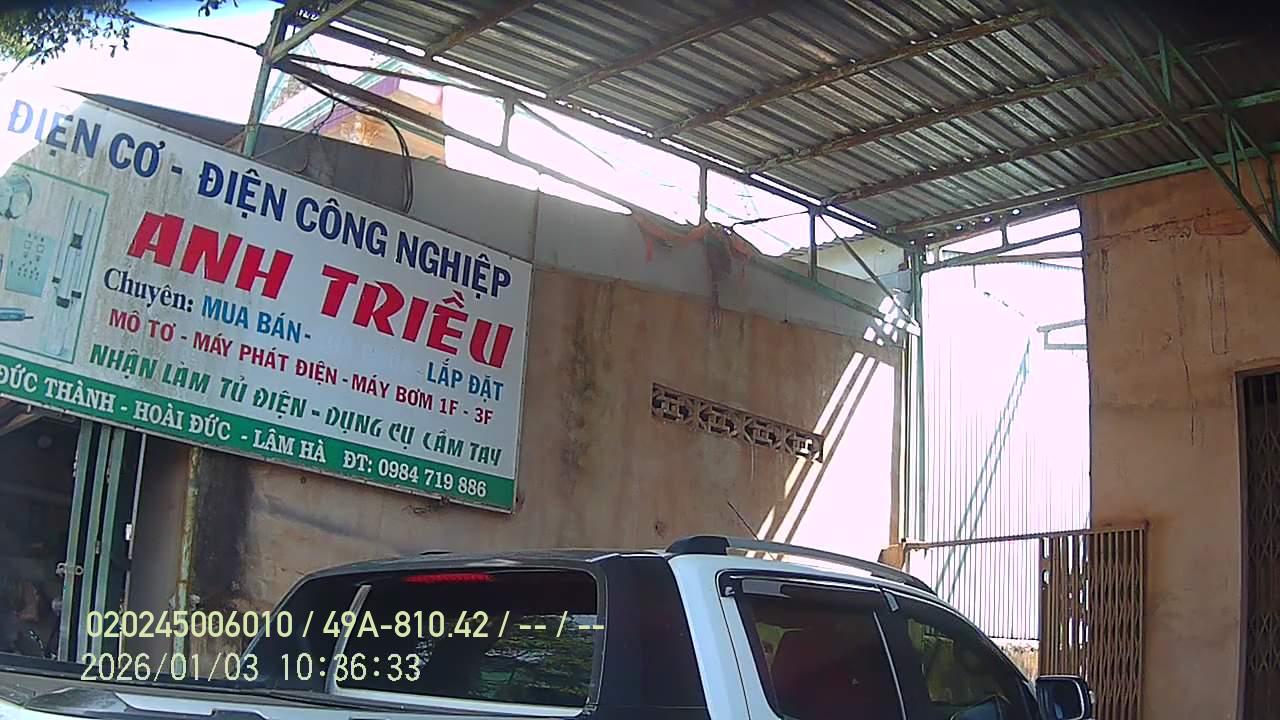 ĐIỆN CƠ - ĐIỆN CÔNG NGHIỆP
ANH TRIỀU
Chuyên: MUA BÁN - LẮP ĐẶT
MÔ TƠ - MÁY PHÁT ĐIỆN - MÁY BƠM 1F - 3F
NHẬN LÀM TỦ ĐIỆN - DỤNG CỤ CẦM TAY
ĐỨC THÀNH - HOÀI ĐỨC - LÂM HÀ ĐT: 0984 719 886
020245006010 / 49A-810.42 / -- / --
2026/01/03 10:36:33